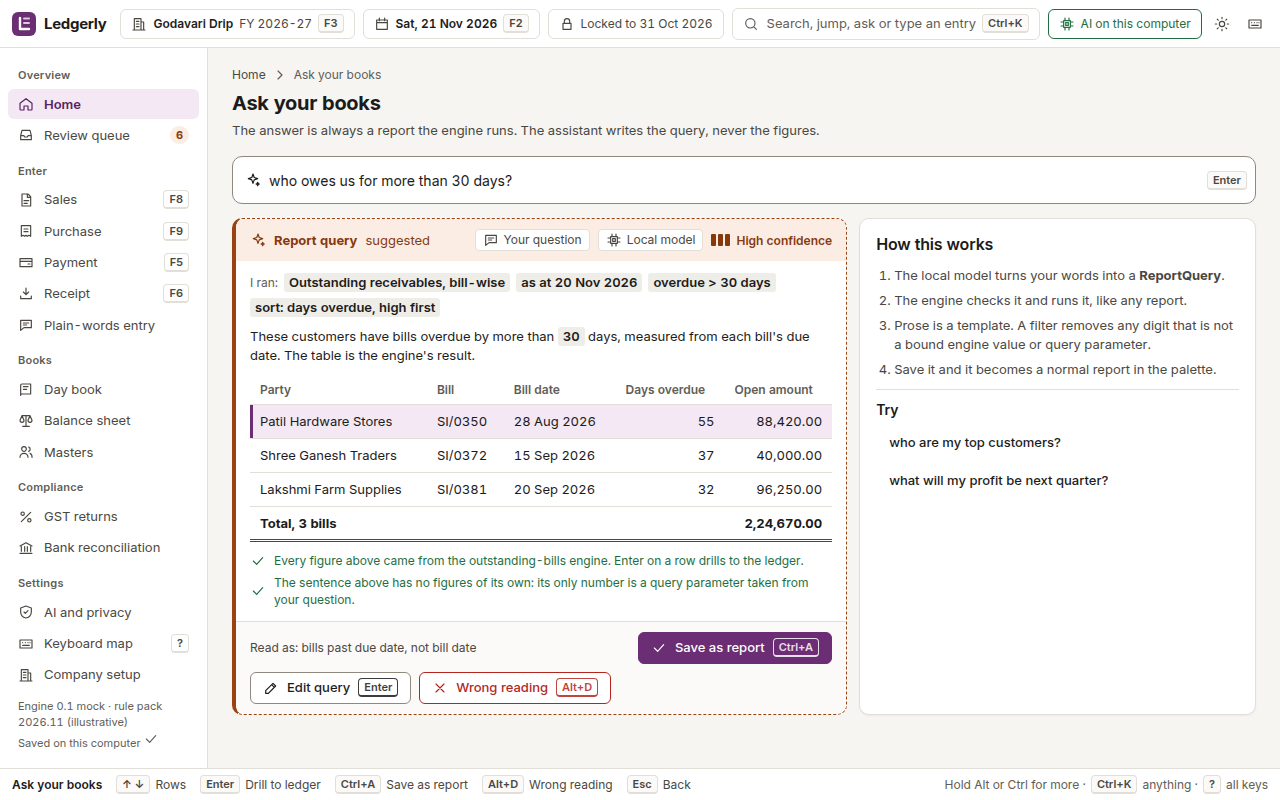 Ledgerly
Godavari Drip FY 2026-27 F3
Sat, 21 Nov 2026 F2
Locked to 31 Oct 2026
Search, jump, ask or type an entry Ctrl+K
AI on this computer
Overview
Home
Review queue 6
Enter
Sales F8
Purchase F9
Payment F5
Receipt F6
Plain-words entry
Books
Day book
Balance sheet
Masters
Compliance
GST returns
Bank reconciliation
Settings
AI and privacy
Keyboard map ?
Company setup
Engine 0.1 mock · rule pack
2026.11 (illustrative)
Saved on this computer
Home > Ask your books
Ask your books
The answer is always a report the engine runs. The assistant writes the query, never the figures.
who owes us for more than 30 days? Enter
Report query suggested Your question Local model High confidence
I ran: Outstanding receivables, bill-wise as at 20 Nov 2026 overdue > 30 days
sort: days overdue, high first
These customers have bills overdue by more than 30 days, measured from each bill's due
date. The table is the engine's result.
Party Bill Bill date Days overdue Open amount
Patil Hardware Stores SI/0350 28 Aug 2026 55 88,420.00
Shree Ganesh Traders SI/0372 15 Sep 2026 37 40,000.00
Lakshmi Farm Supplies SI/0381 20 Sep 2026 32 96,250.00
Total, 3 bills 2,24,670.00
Every figure above came from the outstanding-bills engine. Enter on a row drills to the ledger.
The sentence above has no figures of its own: its only number is a query parameter taken from
your question.
Read as: bills past due date, not bill date
Save as report Ctrl+A
Edit query Enter
Wrong reading Alt+D
How this works
1. The local model turns your words into a ReportQuery.
2. The engine checks it and runs it, like any report.
3. Prose is a template. A filter removes any digit that is not
a bound engine value or query parameter.
4. Save it and it becomes a normal report in the palette.
Try
who are my top customers?
what will my profit be next quarter?
Ask your books ↑↓ Rows Enter Drill to ledger Ctrl+A Save as report Alt+D Wrong reading Esc Back
Hold Alt or Ctrl for more · Ctrl+K anything · ? all keys